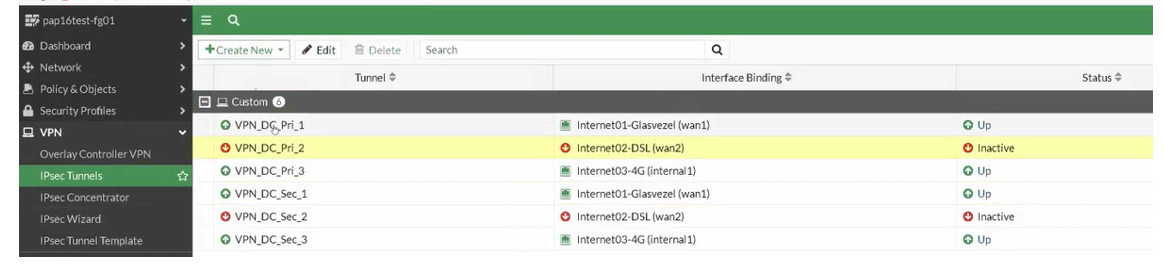 pap16test-fg01
Dashboard
Network
Policy & Objects
Security Profiles
VPN
Overlay Controller VPN
IPsec Tunnels
IPsec Concentrator
IPsec Wizard
IPsec Tunnel Template
+Create New Edit Delete Search
Tunnel Interface Binding Status
Custom 6
VPN_DC_Pri_1 Internet01-Glasvezel (wan1) Up
VPN_DC_Pri_2 Internet02-DSL (wan2) Inactive
VPN_DC_Pri_3 Internet03-4G (internal1) Up
VPN_DC_Sec_1 Internet01-Glasvezel (wan1) Up
VPN_DC_Sec_2 Internet02-DSL (wan2) Inactive
VPN_DC_Sec_3 Internet03-4G (internal1) Up